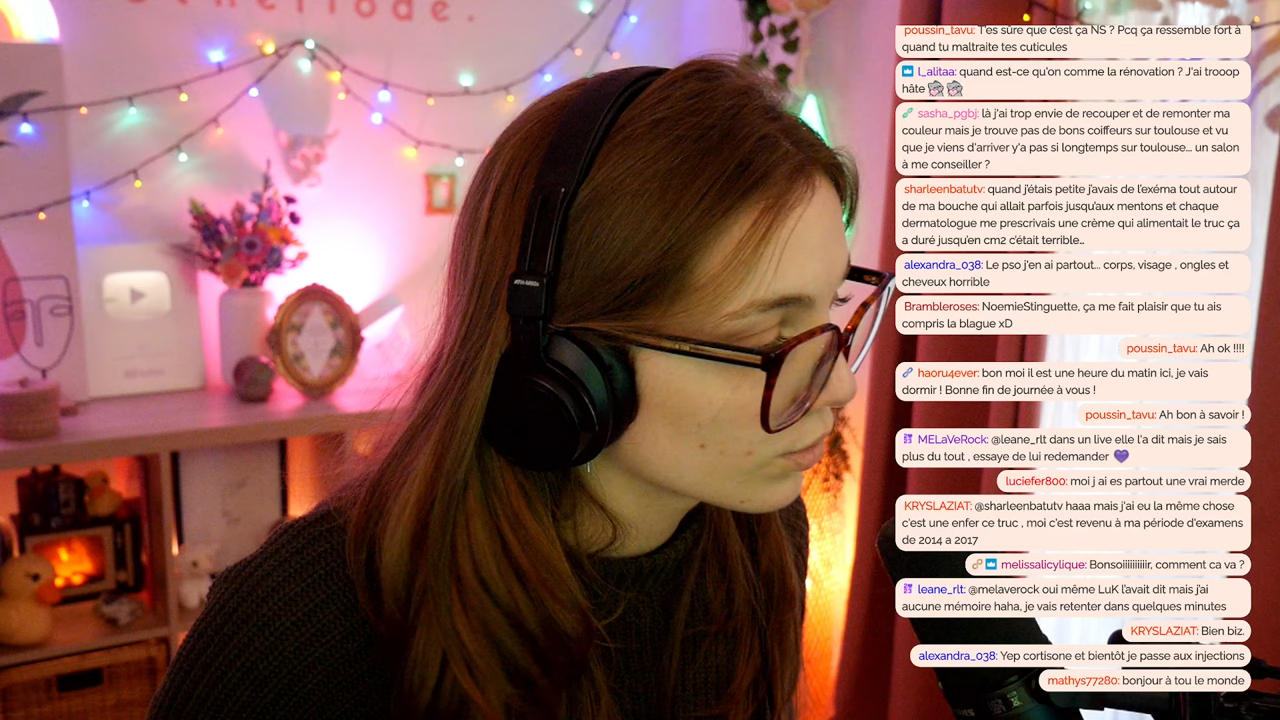 poussin_tavu: T'es sûre que c'est ça NS ? Pcq ça ressemble fort à
quand tu maltraite tes cuticules
l_alitaa: quand est-ce qu'on comme la rénovation ? J'ai trooop
hâte
sasha_pgbj: là j'ai trop envie de recouper et de remonter ma
couleur mais je trouve pas de bons coiffeurs sur toulouse et vu
que je viens d'arriver y'a pas si longtemps sur toulouse... un salon
à me conseiller ?
sharleenbatutv: quand j'étais petite j'avais de l'exéma tout autour
de ma bouche qui allait parfois jusqu'aux mentons et chaque
dermatologue me prescrivais une crème qui alimentait le truc ça
a duré jusqu'en cm2 c'était terrible...
alexandra_038: Le pso j'en ai partout... corps, visage , ongles et
cheveux horrible
Brambleroses: NoemieStinguette, ça me fait plaisir que tu ais
compris la blague xD
poussin_tavu: Ah ok !!!!
haoru4ever: bon moi il est une heure du matin ici, je vais
dormir ! Bonne fin de journée à vous !
poussin_tavu: Ah bon à savoir !
MELaVeRock: @leane_rlt dans un live elle l'a dit mais je sais
plus du tout , essaye de lui redemander 💜
luciefer800: moi j ai es partout une vrai merde
KRYSLAZIAT: @sharleenbatutv haaa mais j'ai eu la même chose
c'est une enfer ce truc , moi c'est revenu à ma période d'examens
de 2014 a 2017
melissalicylique: Bonsoiiiiiiiiiir, comment ca va ?
leane_rlt: @melaverock oui même LuK l'avait dit mais j'ai
aucune mémoire haha, je vais retenter dans quelques minutes
KRYSLAZIAT: Bien biz.
alexandra_038: Yep cortisone et bientôt je passe aux injections
mathys77280: bonjour à tou le monde